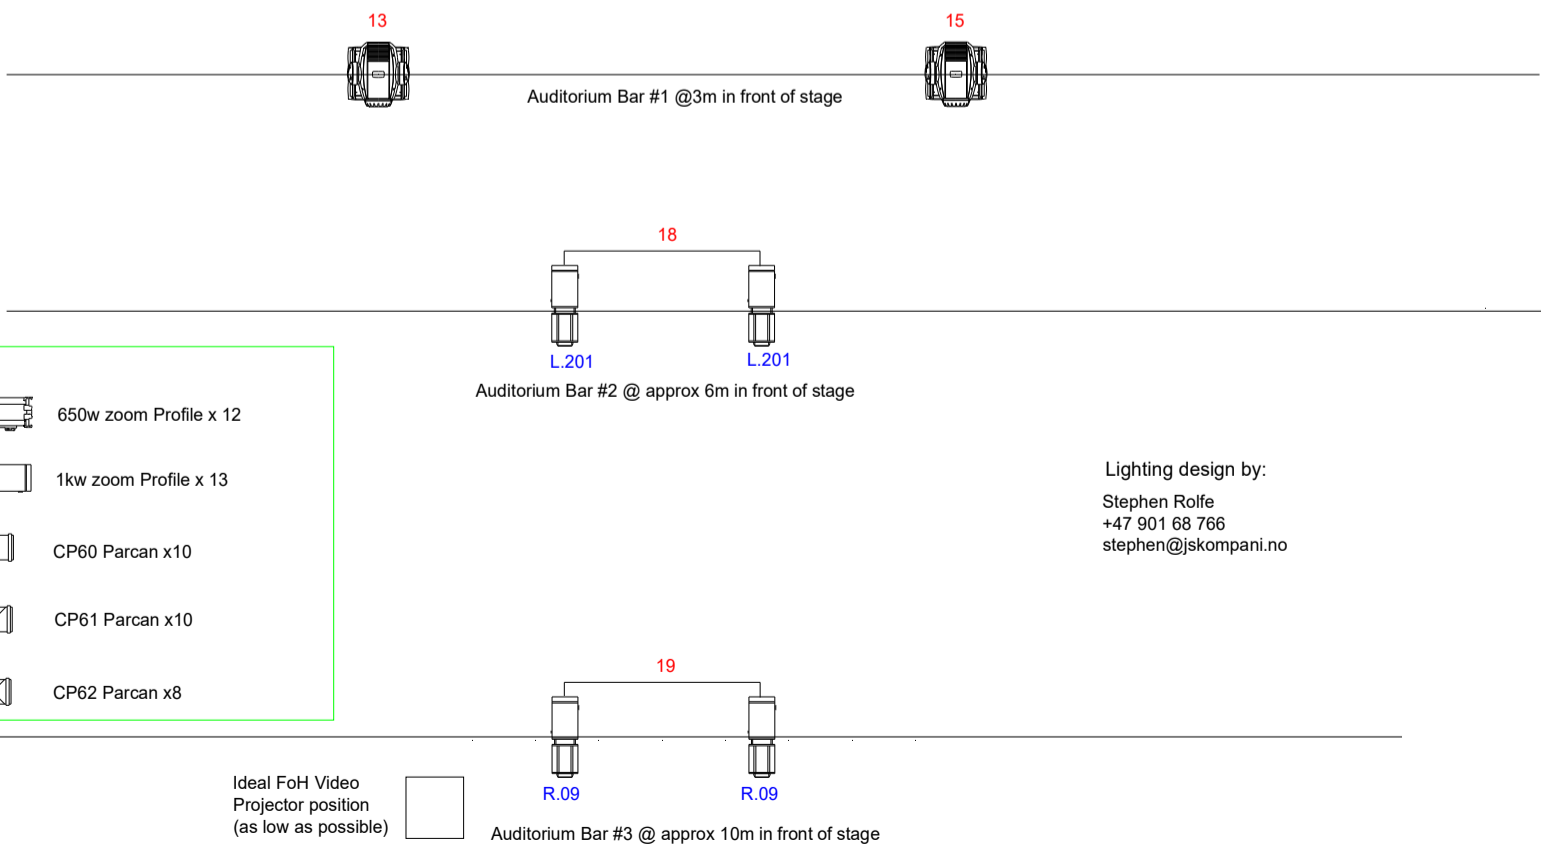 13
15
Auditorium Bar #1 @3m in front of stage
18
L.201
L.201
Auditorium Bar #2 @ approx 6m in front of stage
650w zoom Profile x 12
1kw zoom Profile x 13
CP60 Parcan x10
CP61 Parcan x10
CP62 Parcan x8
Lighting design by:
Stephen Rolfe
+47 901 68 766
stephen@jskompani.no
19
R.09
R.09
Ideal FoH Video
Projector position
(as low as possible)
Auditorium Bar #3 @ approx 10m in front of stage